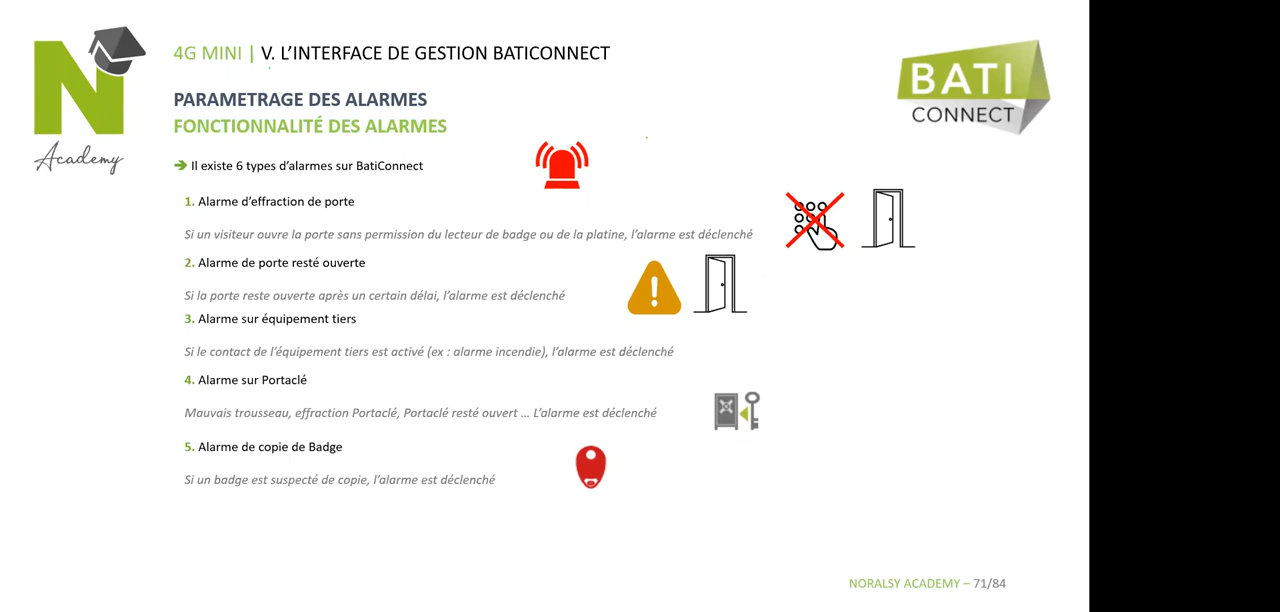 4G MINI | V. L'INTERFACE DE GESTION BATICONNECT
PARAMETRAGE DES ALARMES
FONCTIONNALITÉ DES ALARMES
N
Academy
BATI
CONNECT
➔ Il existe 6 types d'alarmes sur BatiConnect
1. Alarme d'effraction de porte
Si un visiteur ouvre la porte sans permission du lecteur de badge ou de la platine, l'alarme est déclenché
2. Alarme de porte resté ouverte
Si la porte reste ouverte après un certain délai, l'alarme est déclenché
3. Alarme sur équipement tiers
Si le contact de l'équipement tiers est activé (ex : alarme incendie), l'alarme est déclenché
4. Alarme sur Portaclé
Mauvais trousseau, effraction Portaclé, Portaclé resté ouvert ... L'alarme est déclenché
5. Alarme de copie de Badge
Si un badge est suspecté de copie, l'alarme est déclenché
NORALSY ACADEMY – 71/84